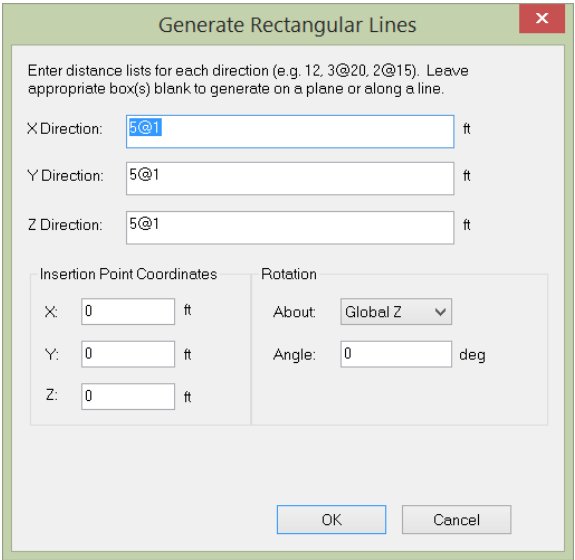 Generate Rectangular Lines
x
Enter distance lists for each direction (e.g. 12, 3@20, 2@15). Leave
appropriate box(s) blank to generate on a plane or along a line.
X Direction: 5@1 ft
Y Direction: 5@1 ft
Z Direction: 5@1 ft
Insertion Point Coordinates
X: 0 ft
Y: 0 ft
Z: 0 ft
Rotation
About: Global Z
Angle: 0 deg
OK Cancel